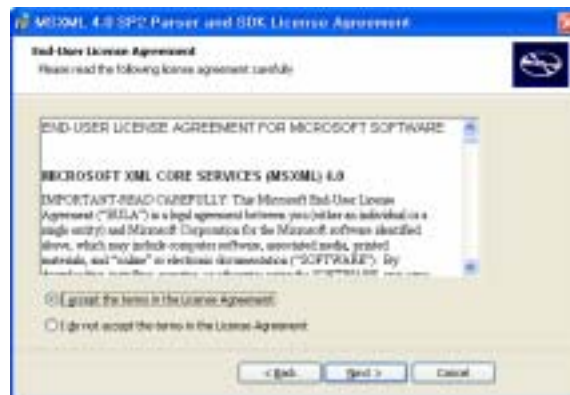 MSXML 4.0 SP2 Parser and SDK License Agreement
End-User License Agreement
Please read the following license agreement carefully
END-USER LICENSE AGREEMENT FOR MICROSOFT SOFTWARE
MICROSOFT XML CORE SERVICES (MSXML) 4.0
IMPORTANT-READ CAREFULLY: This Microsoft End-User License
Agreement ("EULA") is a legal agreement between you (either an individual or a
single entity) and Microsoft Corporation for the Microsoft software identified
above, which may include computer software, associated media, printed
materials, and "online" or electronic documentation ("SOFTWARE"). By
I accept the terms in the License Agreement
I do not accept the terms in the License Agreement
< Back
Next >
Cancel